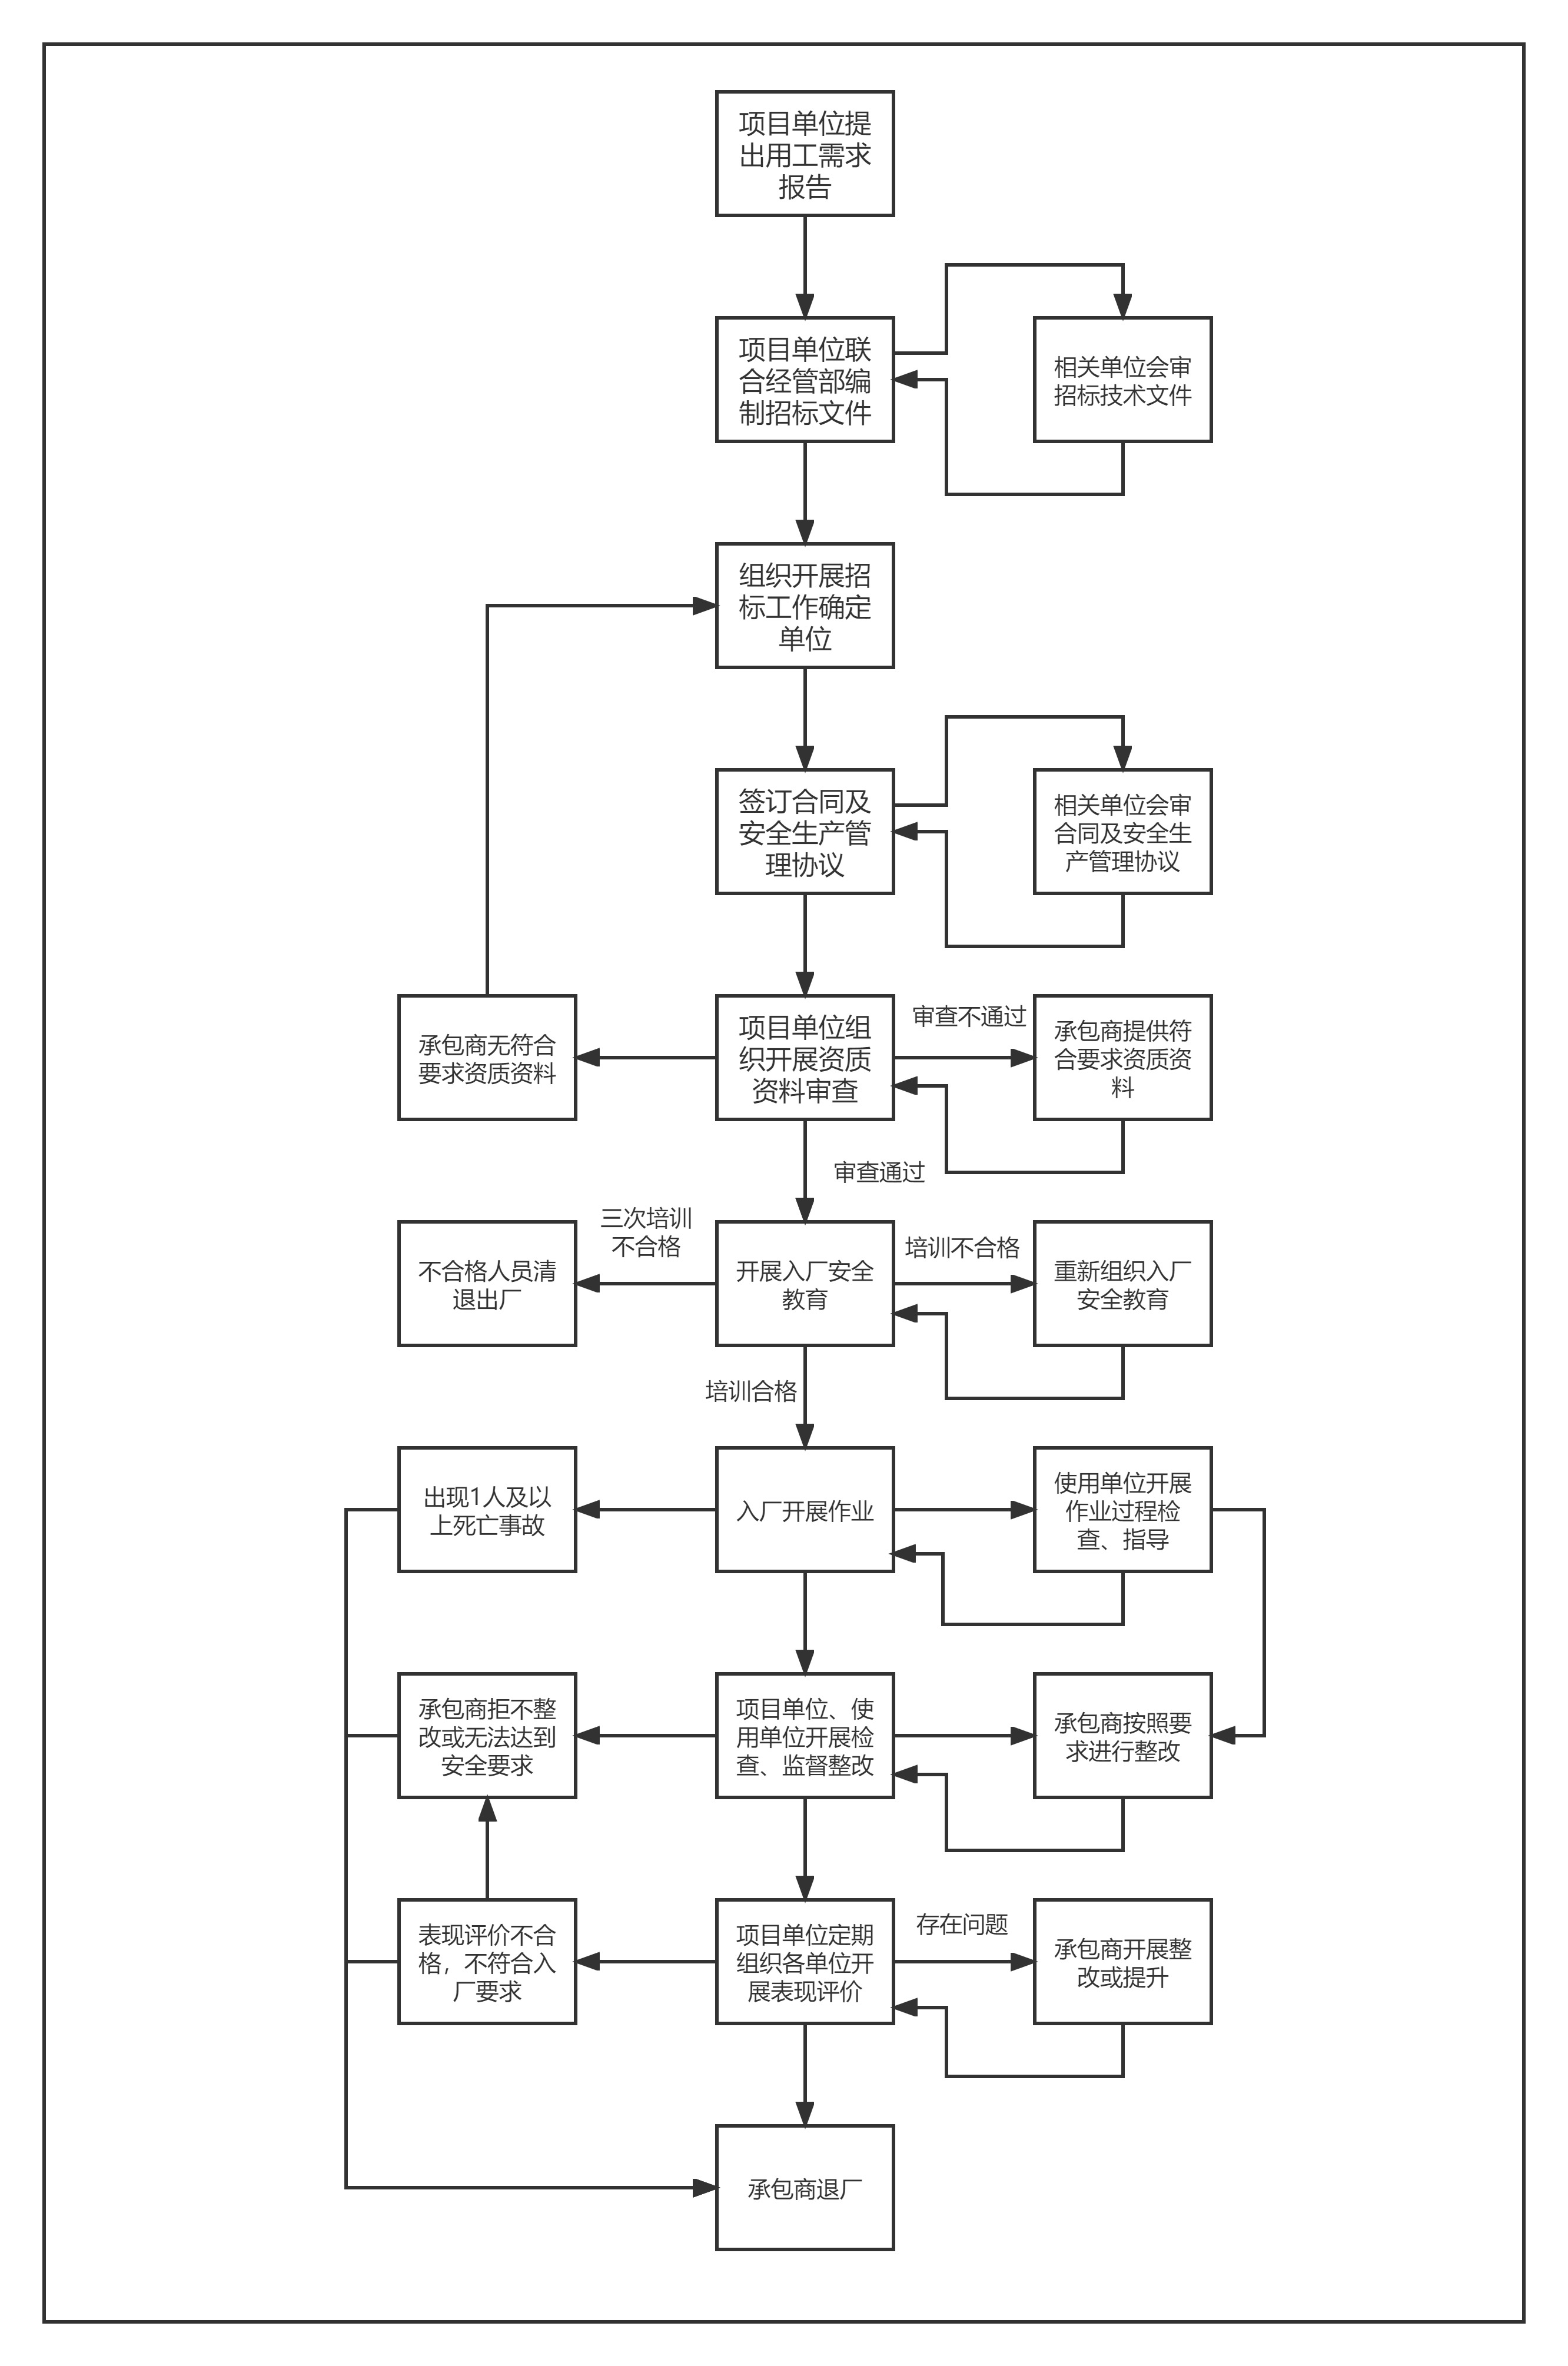 项目单位提
出用工需求
报告
项目单位联
合经管部编
制招标文件
相关单位会审
招标技术文件
组织开展招
标工作确定
单位
签订合同及
安全生产管
理协议
相关单位会审
合同及安全生
产管理协议
承包商无符合
要求资质资料
项目单位组
织开展资质
资料审查
审查不通过
承包商提供符
合要求资质资
料
审查通过
不合格人员清
退出厂
三次培训
不合格
开展入厂安全
教育
培训不合格
重新组织入厂
安全教育
培训合格
出现1人及以
上死亡事故
入厂开展作业
使用单位开展
作业过程检
查、指导
承包商拒不整
改或无法达到
安全要求
项目单位、使
用单位开展检
查、监督整改
承包商按照要
求进行整改
表现评价不合
格，不符合入
厂要求
项目单位定期
组织各单位开
展表现评价
存在问题
承包商开展整
改或提升
承包商退厂